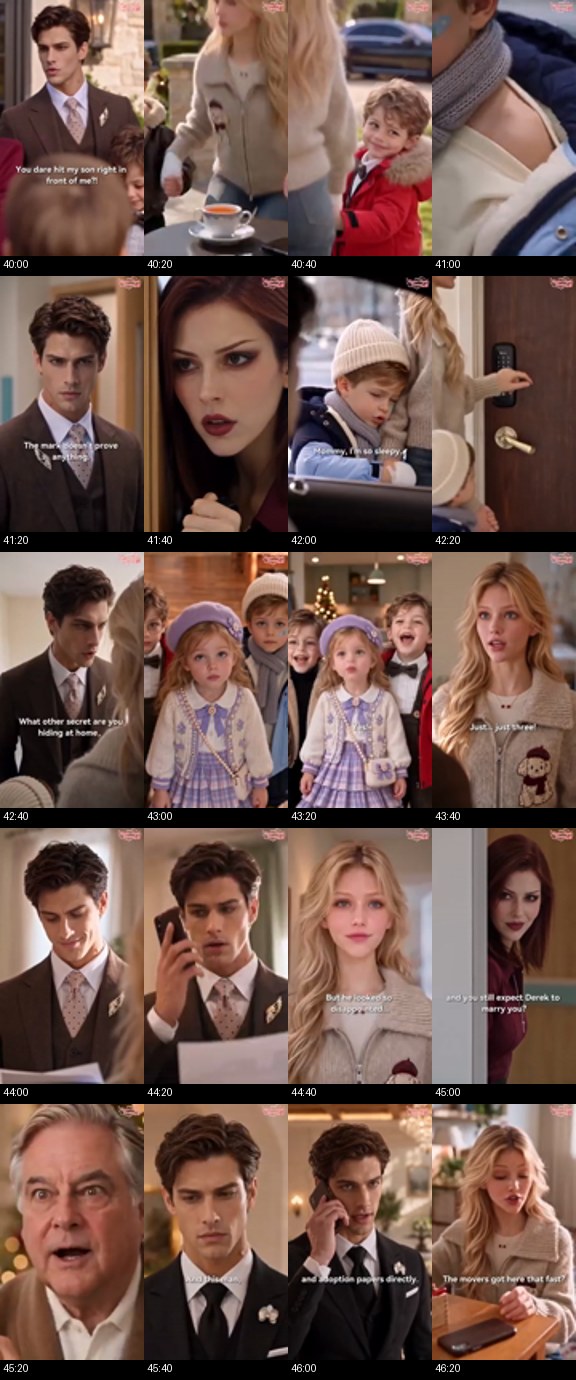 You dare hit my son right in
front of me?!
40:00
40:20
40:40
41:00
The mark doesn't prove
anything.
Mommy, I'm so sleepy.
41:20
41:40
42:00
42:20
What other secret are you
hiding at home.
Yes
Just... just three!
42:40
43:00
43:20
43:40
But he looked so
disappointed...
and you still expect Derek to
marry you?
44:00
44:20
44:40
45:00
And this
and adoption papers directly.
The movers got here that fast?
45:20
45:40
46:00
46:20